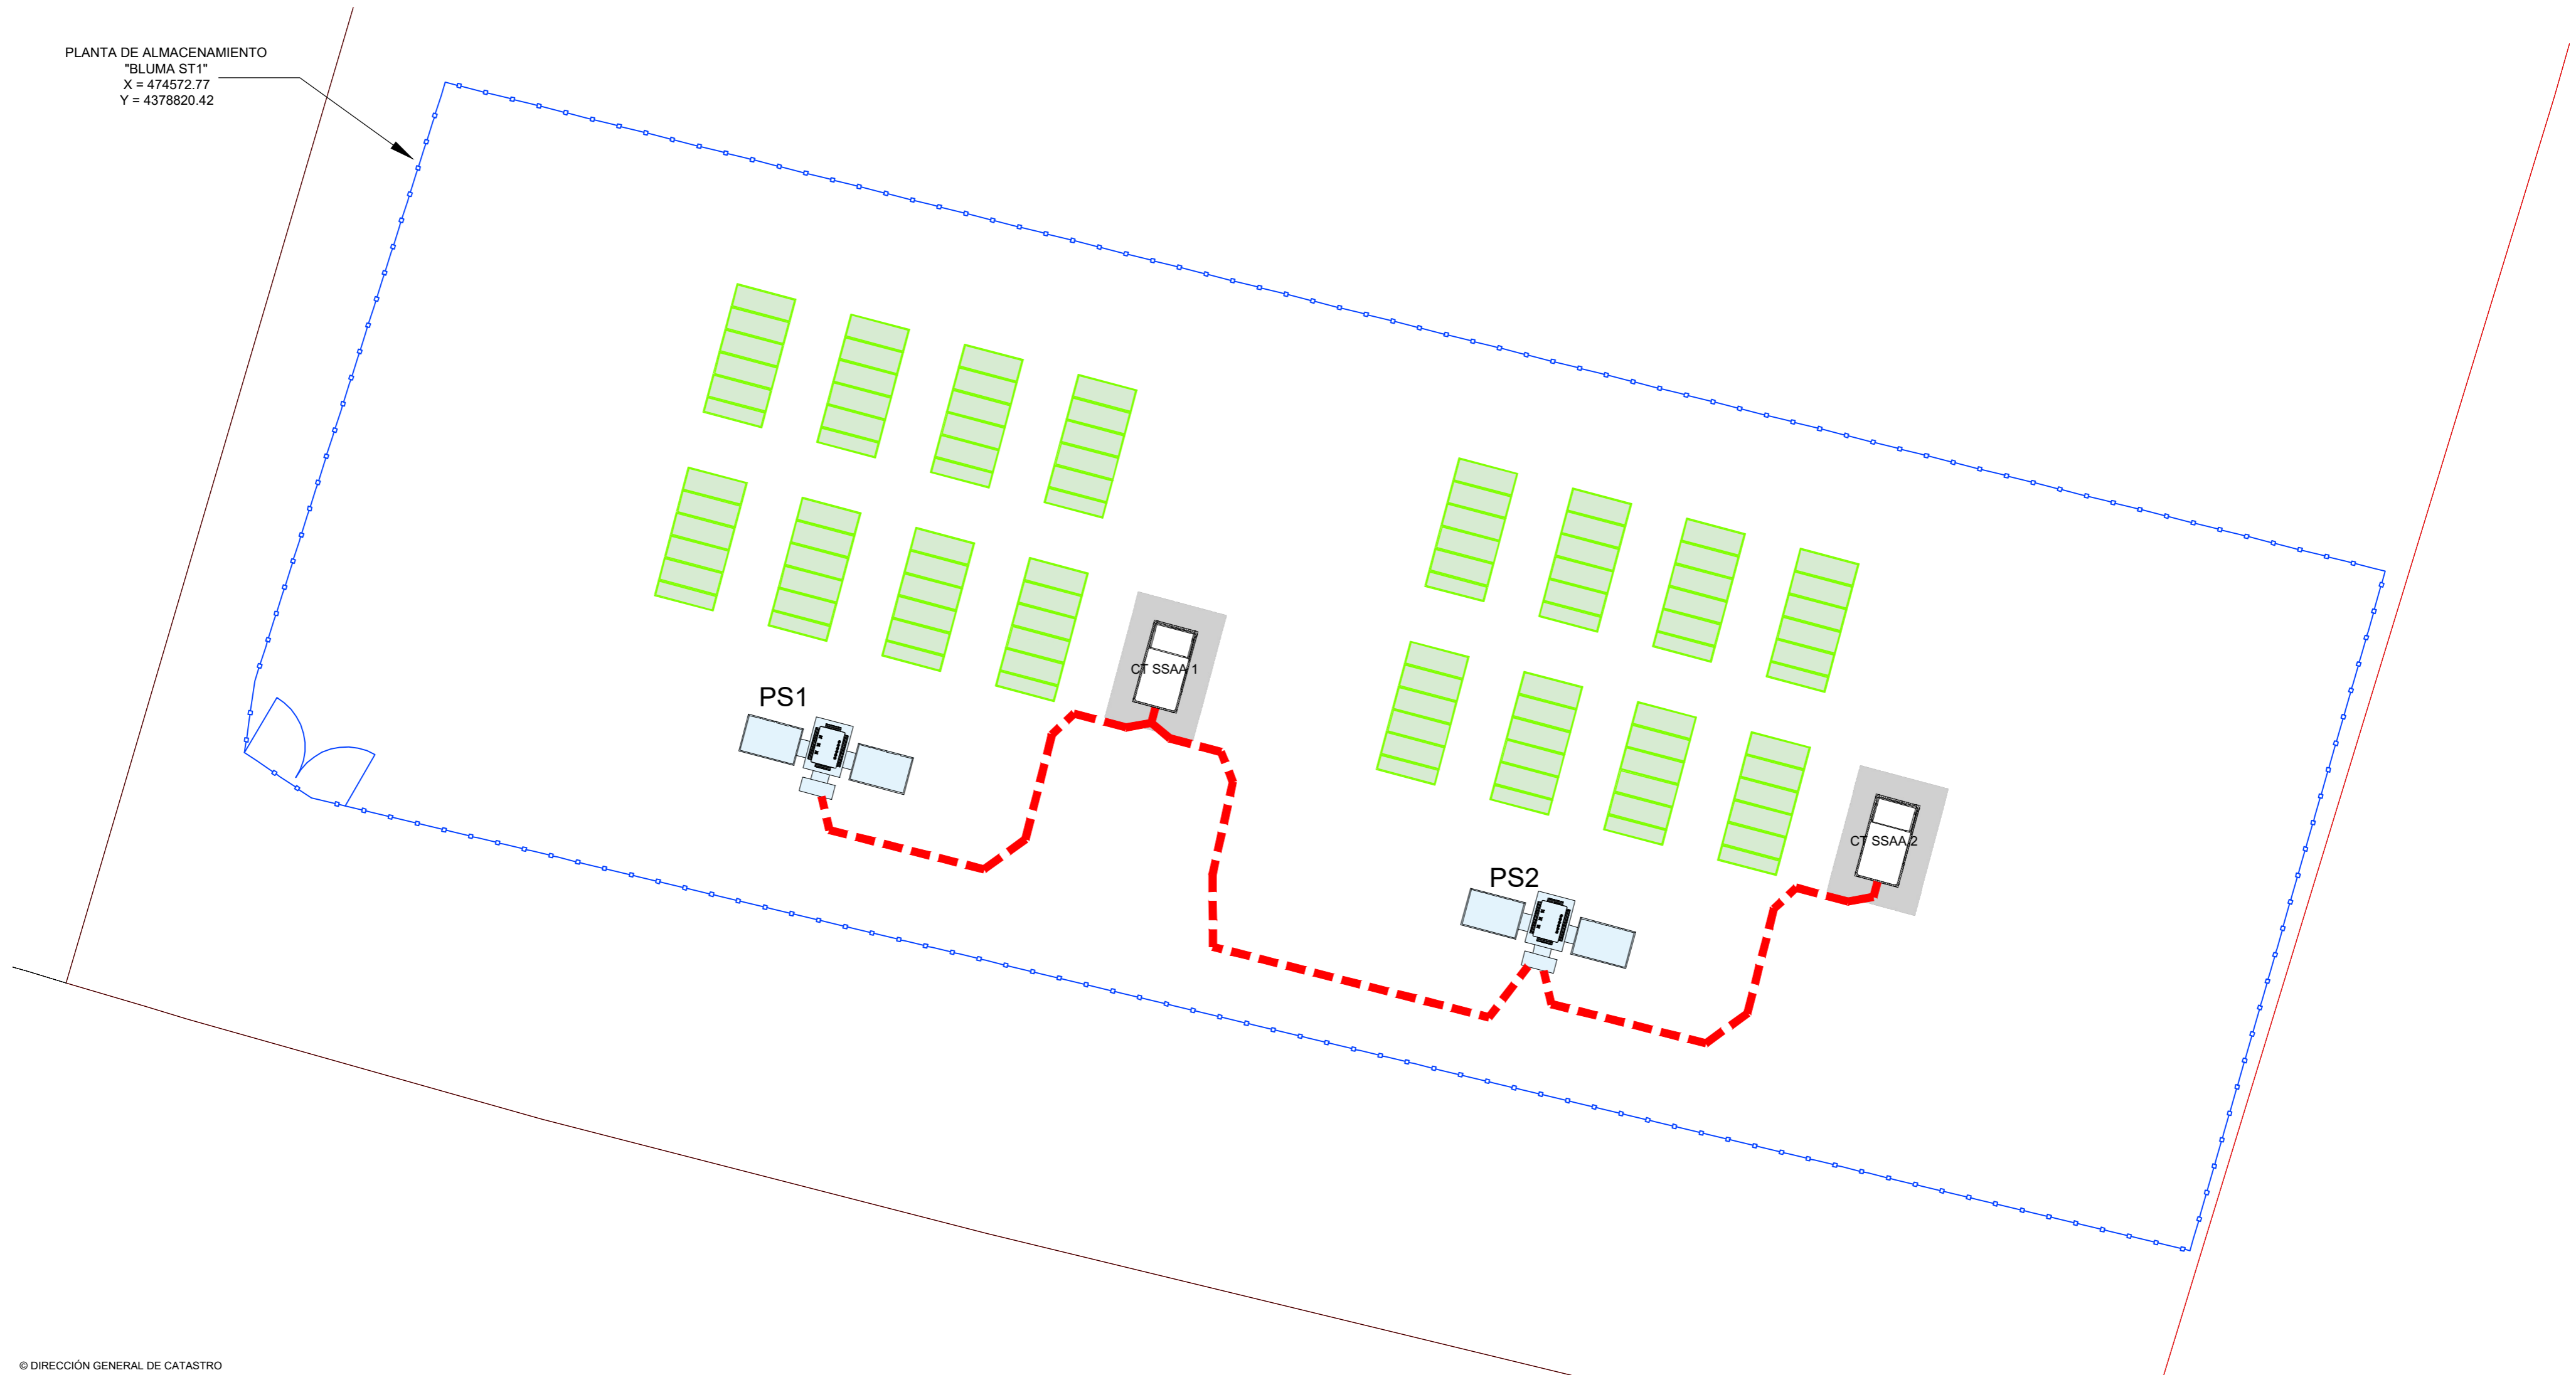 PLANTA DE ALMACENAMIENTO
"BLUMA ST1"
X = 474572.77
Y = 4378820.42
CT SSAA 1
PS1
CT SSAA 2
PS2
© DIRECCIÓN GENERAL DE CATASTRO